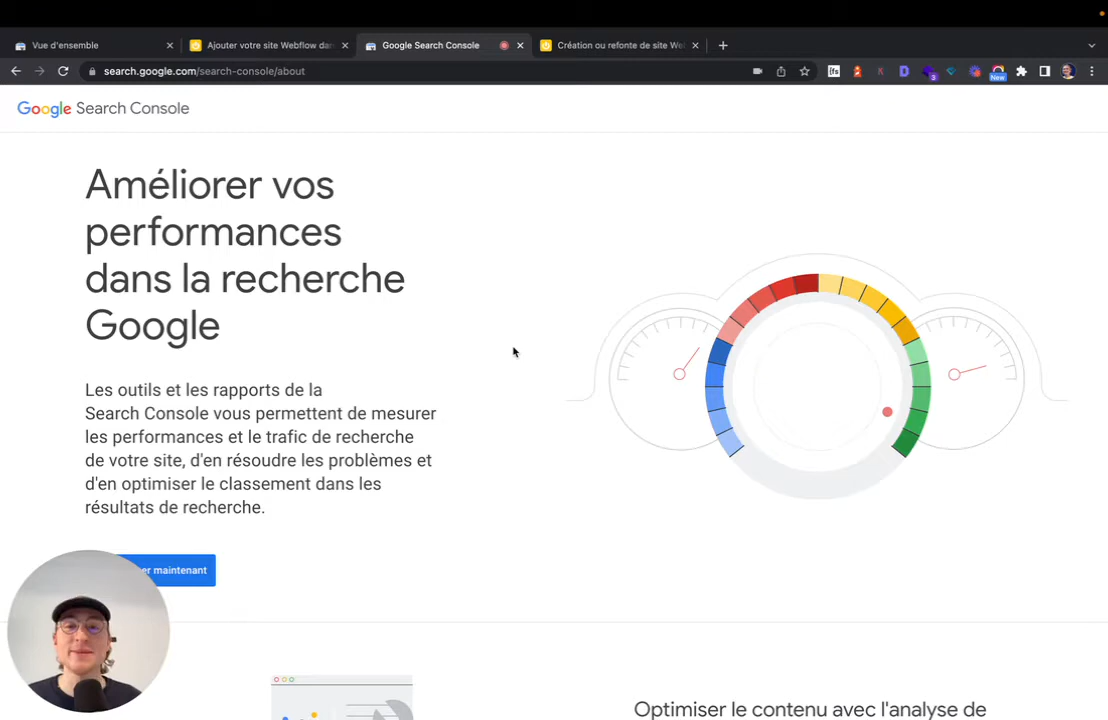 Vue d'ensemble
Ajouter votre site Webflow dan
Google Search Console
Création ou refonte de site We
search.google.com/search-console/about
New
3
Google Search Console
Améliorer vos
performances
dans la recherche
Google
Les outils et les rapports de la
Search Console vous permettent de mesurer
les performances et le trafic de recherche
de votre site, d'en résoudre les problèmes et
d'en optimiser le classement dans les
résultats de recherche.
maintenant
Optimiser le contenu avec l'analyse de